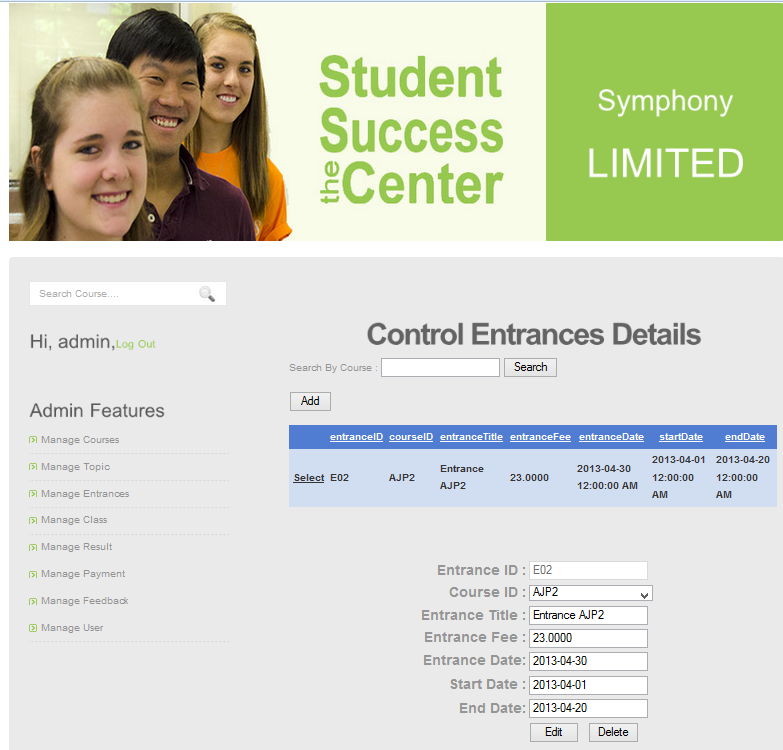 Student
Success
the Center
Symphony
LIMITED
Search Course....
Hi, admin,Log Out
Admin Features
Manage Courses
Manage Topic
Manage Entrances
Manage Class
Manage Result
Manage Payment
Manage Feedback
Manage User
Control Entrances Details
Search By Course : Search
Add
entranceID courseID entranceTitle entranceFee entranceDate startDate endDate
Select E02 AJP2 Entrance AJP2 23.0000 2013-04-30 12:00:00 AM 2013-04-01 12:00:00 AM 2013-04-20 12:00:00 AM
Entrance ID : E02
Course ID : AJP2
Entrance Title : Entrance AJP2
Entrance Fee : 23.0000
Entrance Date: 2013-04-30
Start Date : 2013-04-01
End Date: 2013-04-20
Edit Delete